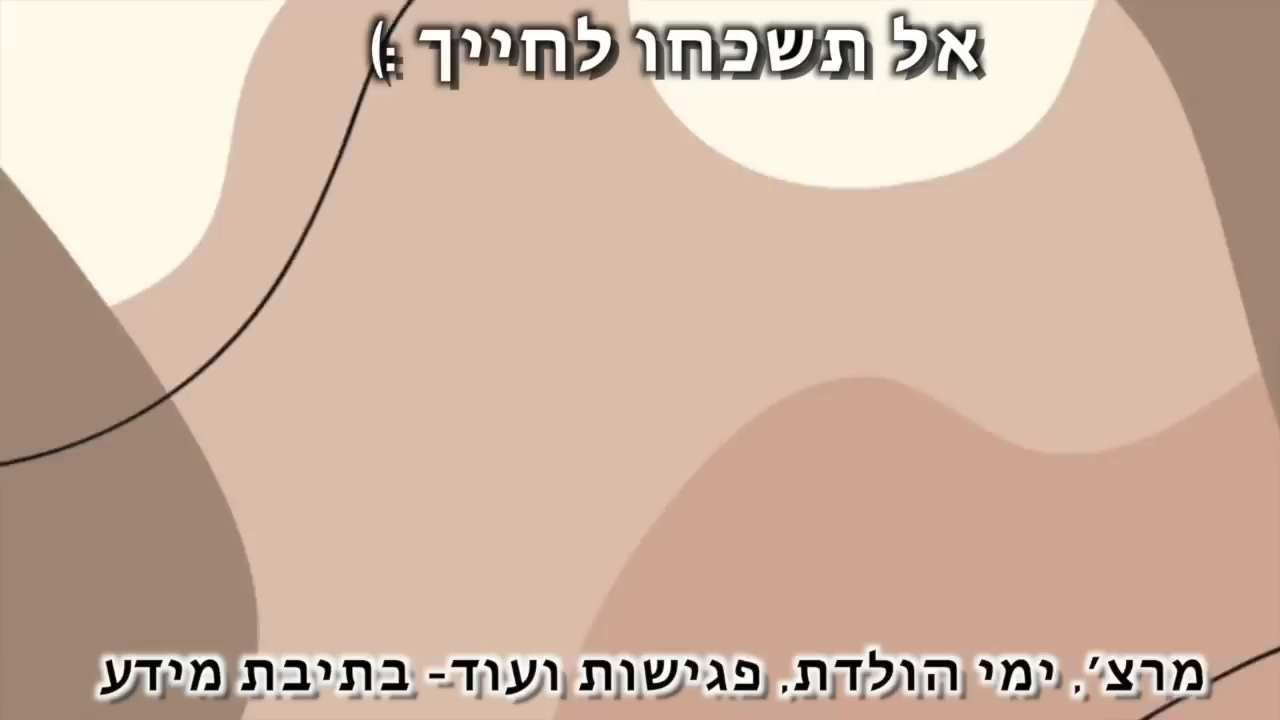 אל תשכחו לחייך :)
מרצ', ימי הולדת, פגישות ועוד- בתיבת מידע